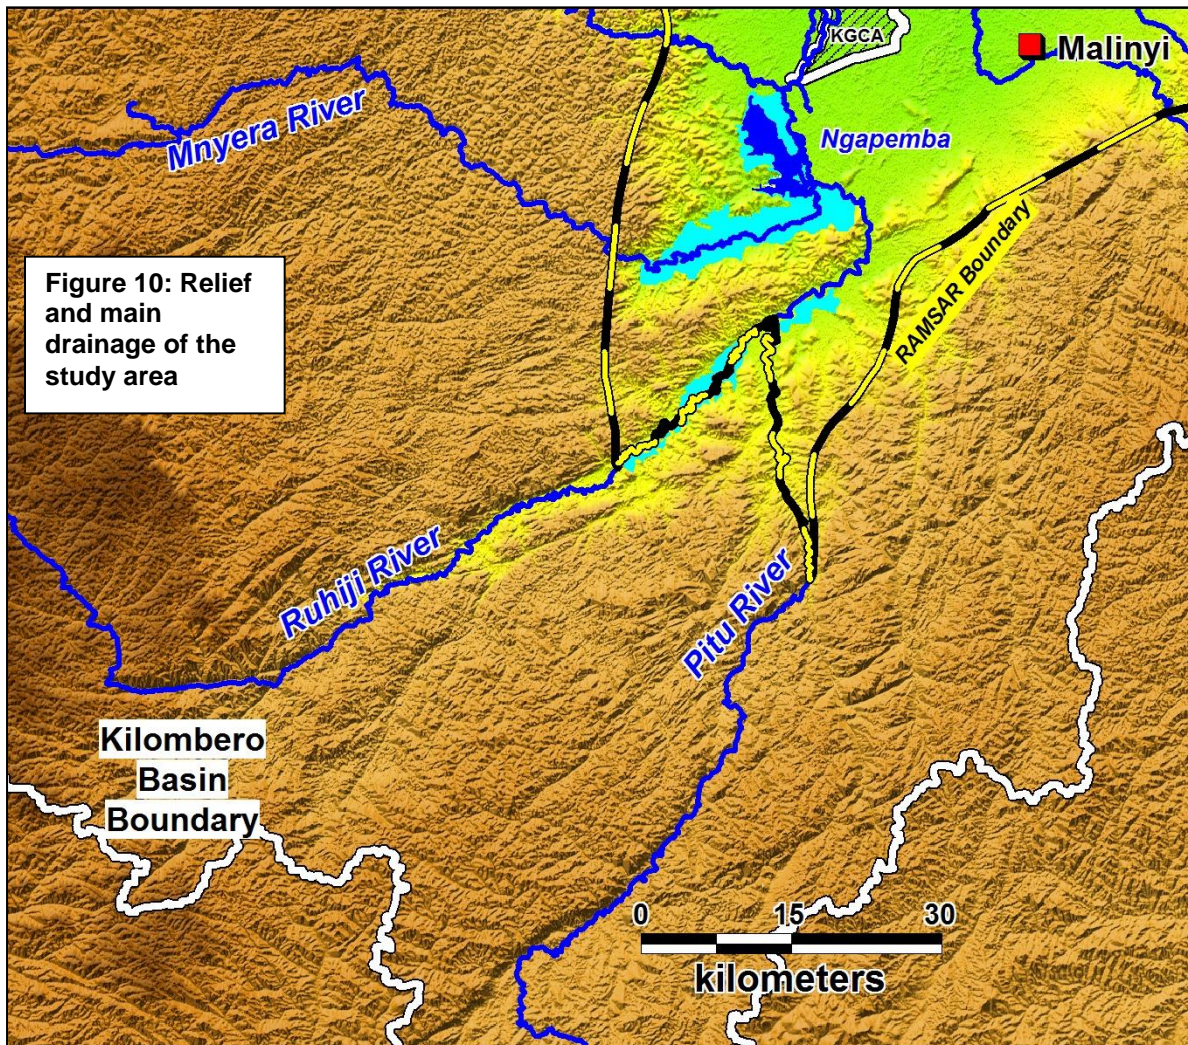 KGCA
Malinyi
Mnyera River
Ngapemba
RAMSAR Boundary
Figure 10: Relief
and main
drainage of the
study area
Ruhiji River
Pitu River
Kilombero
Basin
Boundary
0 15 30
kilometers